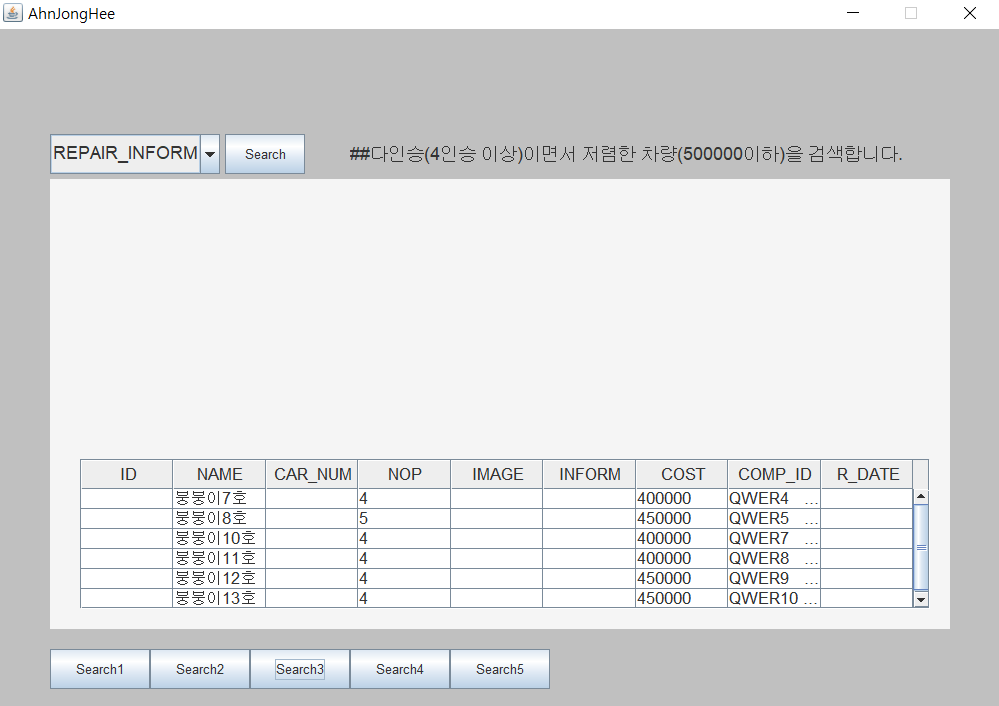 AhnJongHee
REPAIR_INFORM Search ##다인승(4인승 이상)이면서 저렴한 차량(500000이하)을 검색합니다.
ID NAME CAR_NUM NOP IMAGE INFORM COST COMP_ID R_DATE
붕붕이7호 4 400000 QWER4 ...
붕붕이8호 5 450000 QWER5 ...
붕붕이10호 4 400000 QWER7 ...
붕붕이11호 4 400000 QWER8 ...
붕붕이12호 4 450000 QWER9 ...
붕붕이13호 4 450000 QWER10 ...
Search1 Search2 Search3 Search4 Search5